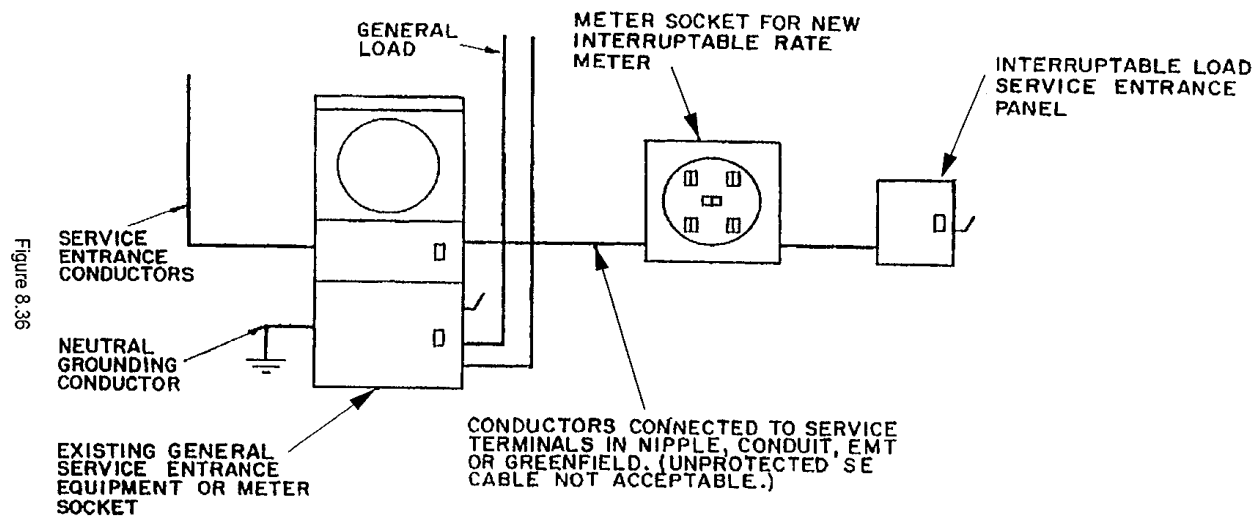 GENERAL
LOAD
METER SOCKET FOR NEW
INTERRUPTABLE RATE
METER
INTERRUPTABLE LOAD
SERVICE ENTRANCE
PANEL
SERVICE
ENTRANCE
CONDUCTORS
Figure 8.36
NEUTRAL
GROUNDING
CONDUCTOR
EXISTING GENERAL
SERVICE ENTRANCE
EQUIPMENT OR METER
SOCKET
CONDUCTORS CONNECTED TO SERVICE
TERMINALS IN NIPPLE, CONDUIT, EMT
OR GREENFIELD. (UNPROTECTED SE
CABLE NOT ACCEPTABLE.)